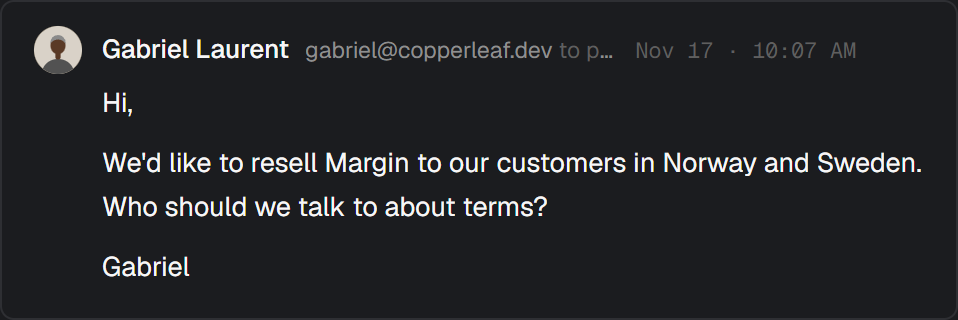 Gabriel Laurent gabriel@copperleaf.dev to p... Nov 17 · 10:07 AM
Hi,
We'd like to resell Margin to our customers in Norway and Sweden.
Who should we talk to about terms?
Gabriel